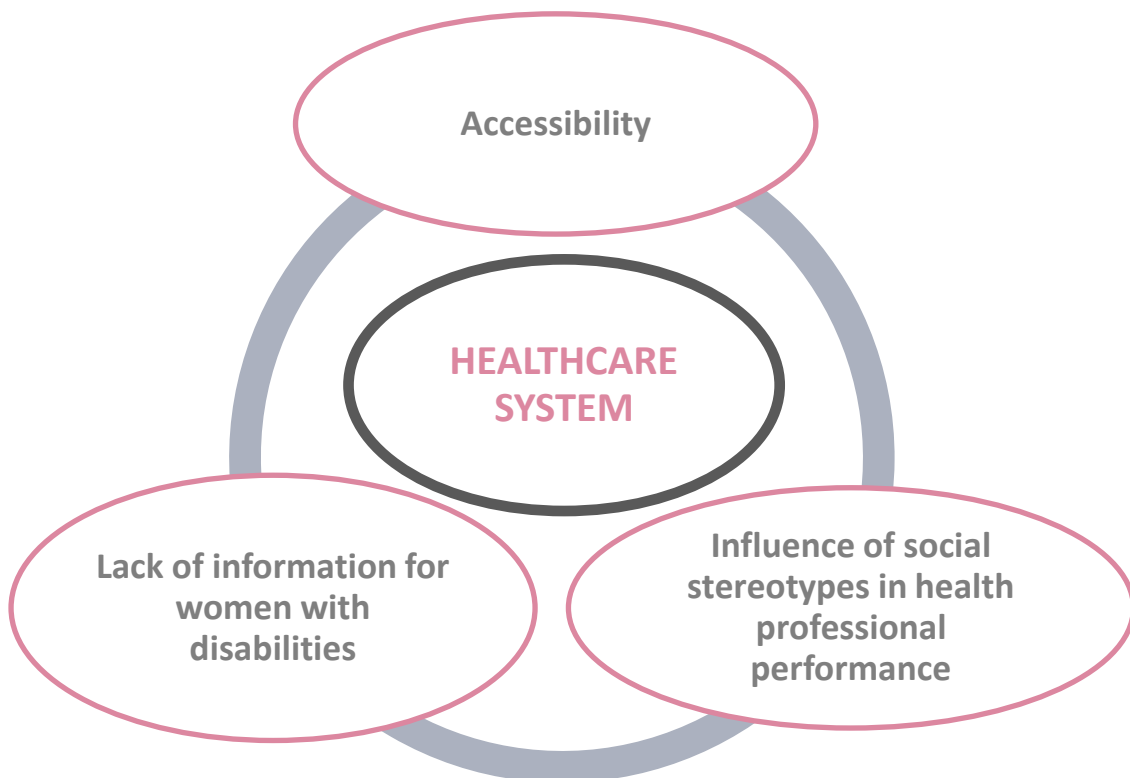 Accessibility
HEALTHCARE
SYSTEM
Lack of information for
women with
disabilities
Influence of social
stereotypes in health
professional
performance